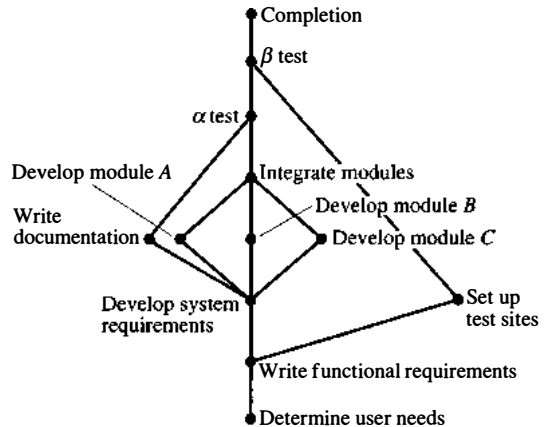 Completion
β test
α test
Develop module A
Integrate modules
Develop module B
Write
documentation
Develop module C
Develop system
requirements
Set up
test sites
Write functional requirements
Determine user needs